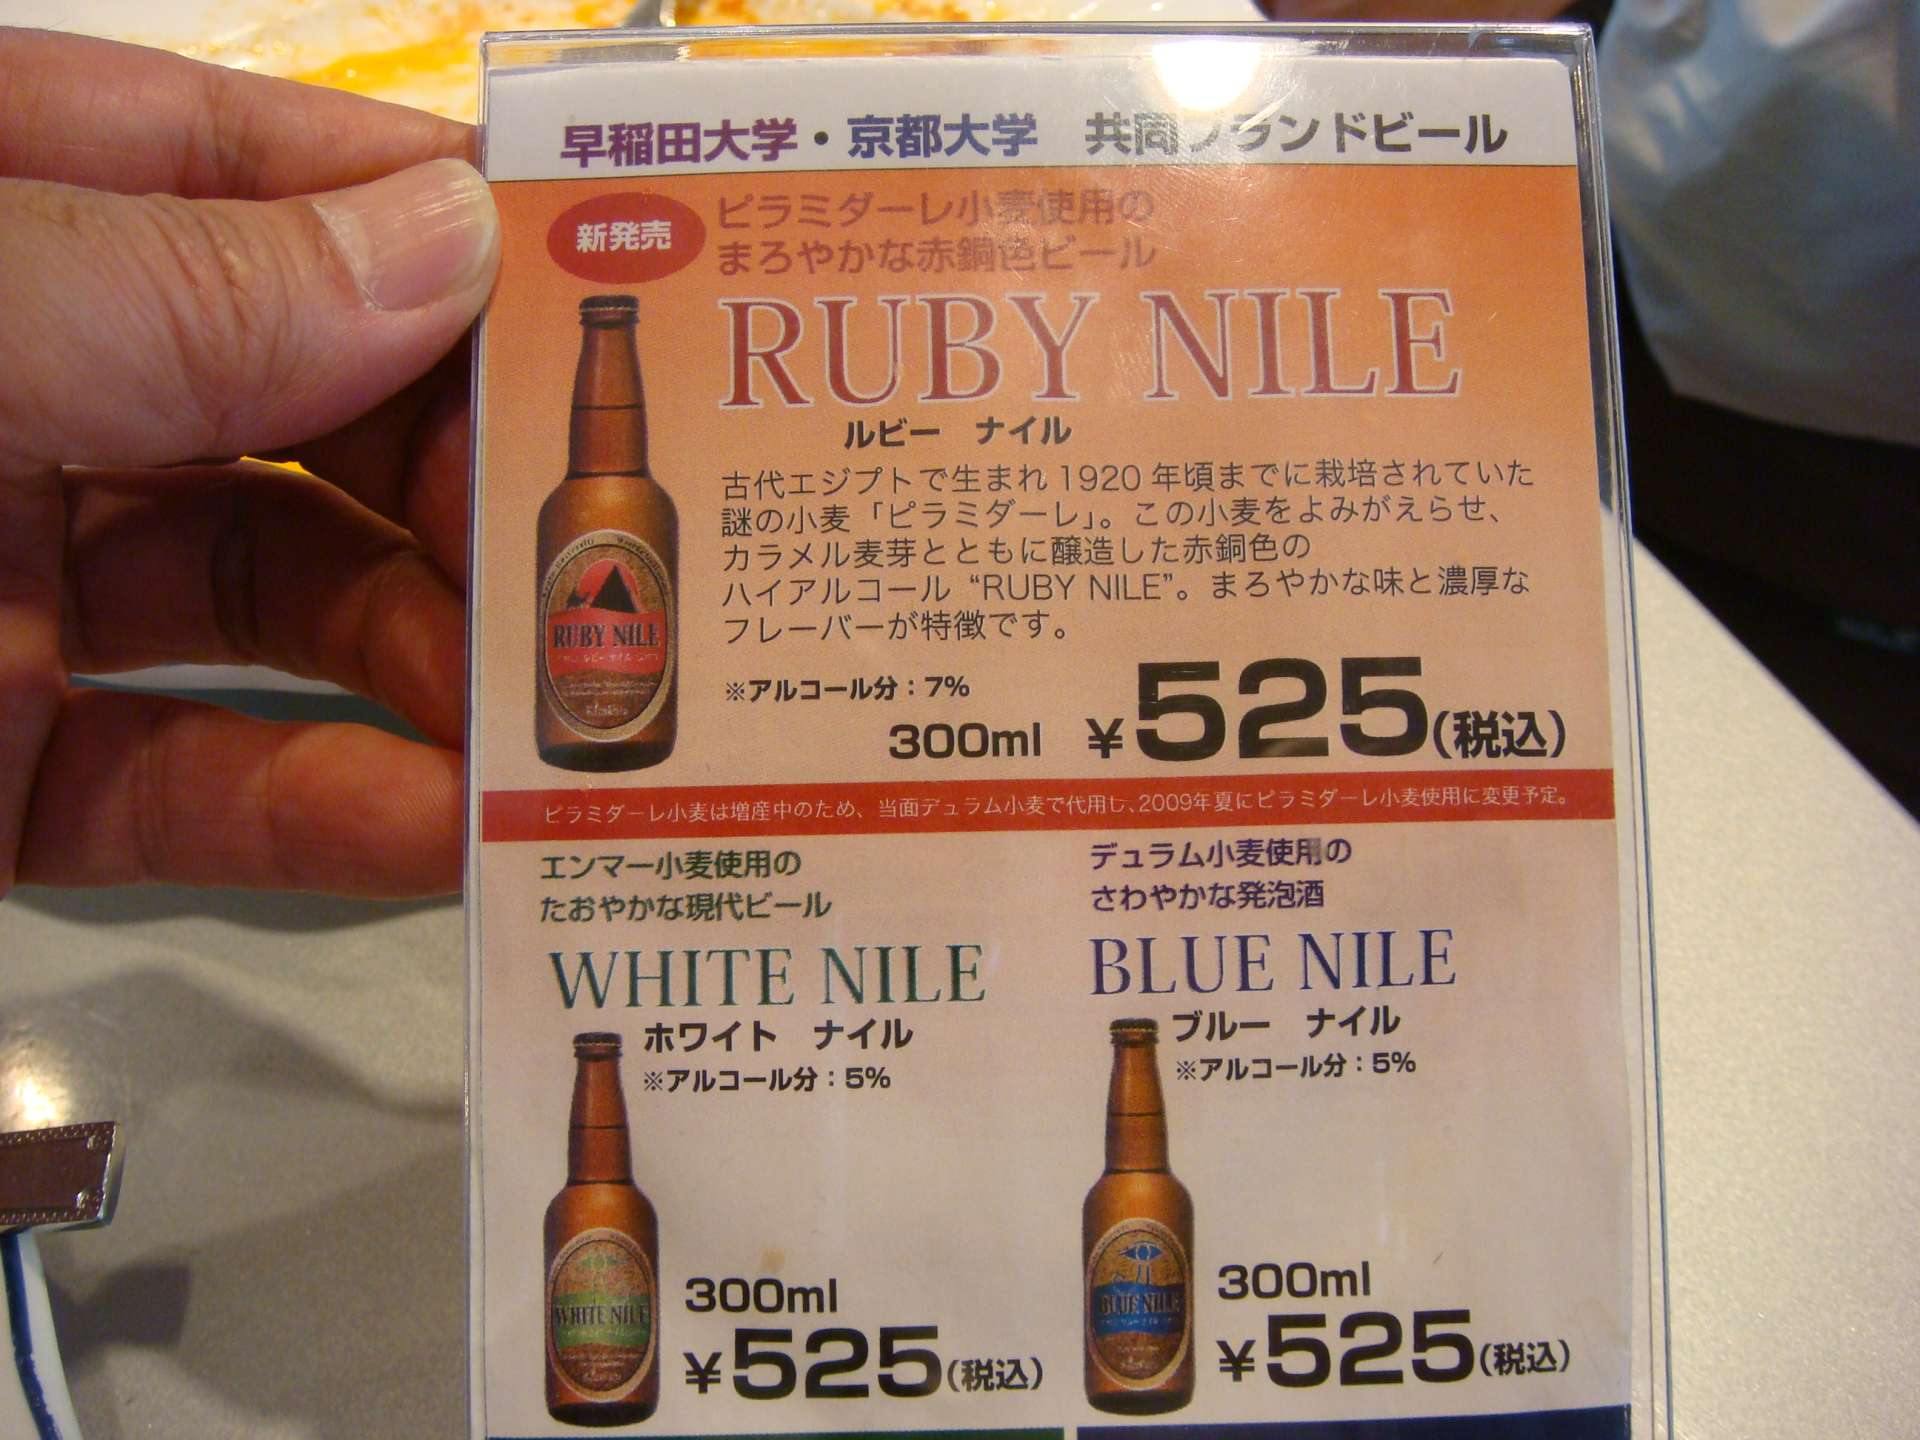 早稲田大学・京都大学　共同ブランドビール
新発売
ピラミダーレ小麦使用の
まろやかな赤銅色ビール
RUBY NILE
ルビー　ナイル
古代エジプトで生まれ1920年頃までに栽培されていた
謎の小麦「ピラミダーレ」。この小麦をよみがえらせ、
カラメル麦芽とともに醸造した赤銅色の
ハイアルコール“RUBY NILE”。まろやかな味と濃厚な
フレーバーが特徴です。
※アルコール分：7%
300ml ￥525(税込)
RUBY NILE
ピラミダーレ小麦は増産中のため、当面デュラム小麦で代用し、2009年夏にピラミダーレ小麦使用に変更予定。
エンマー小麦使用の
たおやかな現代ビール
WHITE NILE
ホワイト　ナイル
※アルコール分：5%
WHITE NILE
300ml
￥525(税込)
デュラム小麦使用の
さわやかな発泡酒
BLUE NILE
ブルー　ナイル
※アルコール分：5%
BLUE NILE
300ml
￥525(税込)